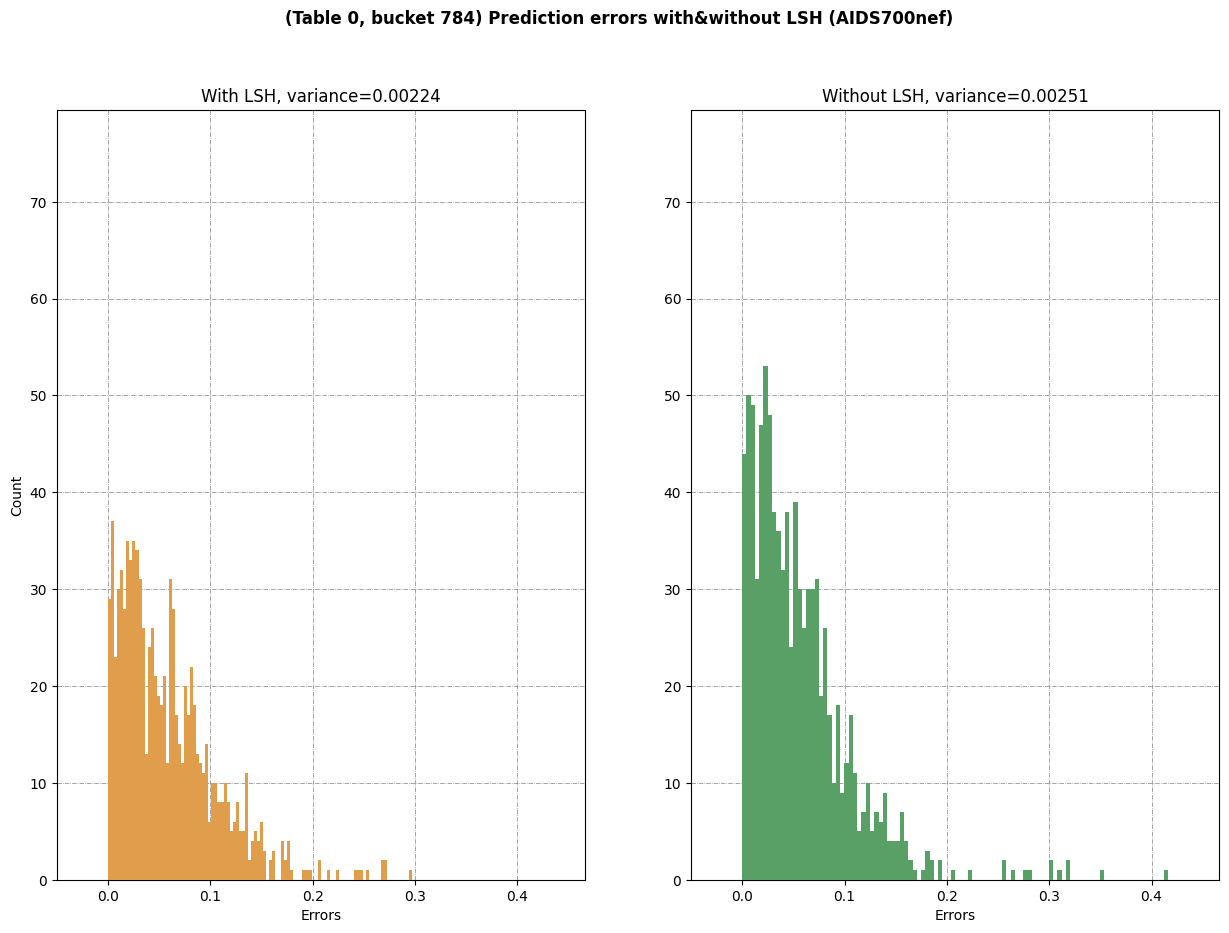 (Table 0, bucket 784) Prediction errors with&without LSH (AIDS700nef)
With LSH, variance=0.00224
70
60
50
40
30
20
10
0
Count
0.0 0.1 0.2 0.3 0.4
Errors
Without LSH, variance=0.00251
70
60
50
40
30
20
10
0
0.0 0.1 0.2 0.3 0.4
Errors